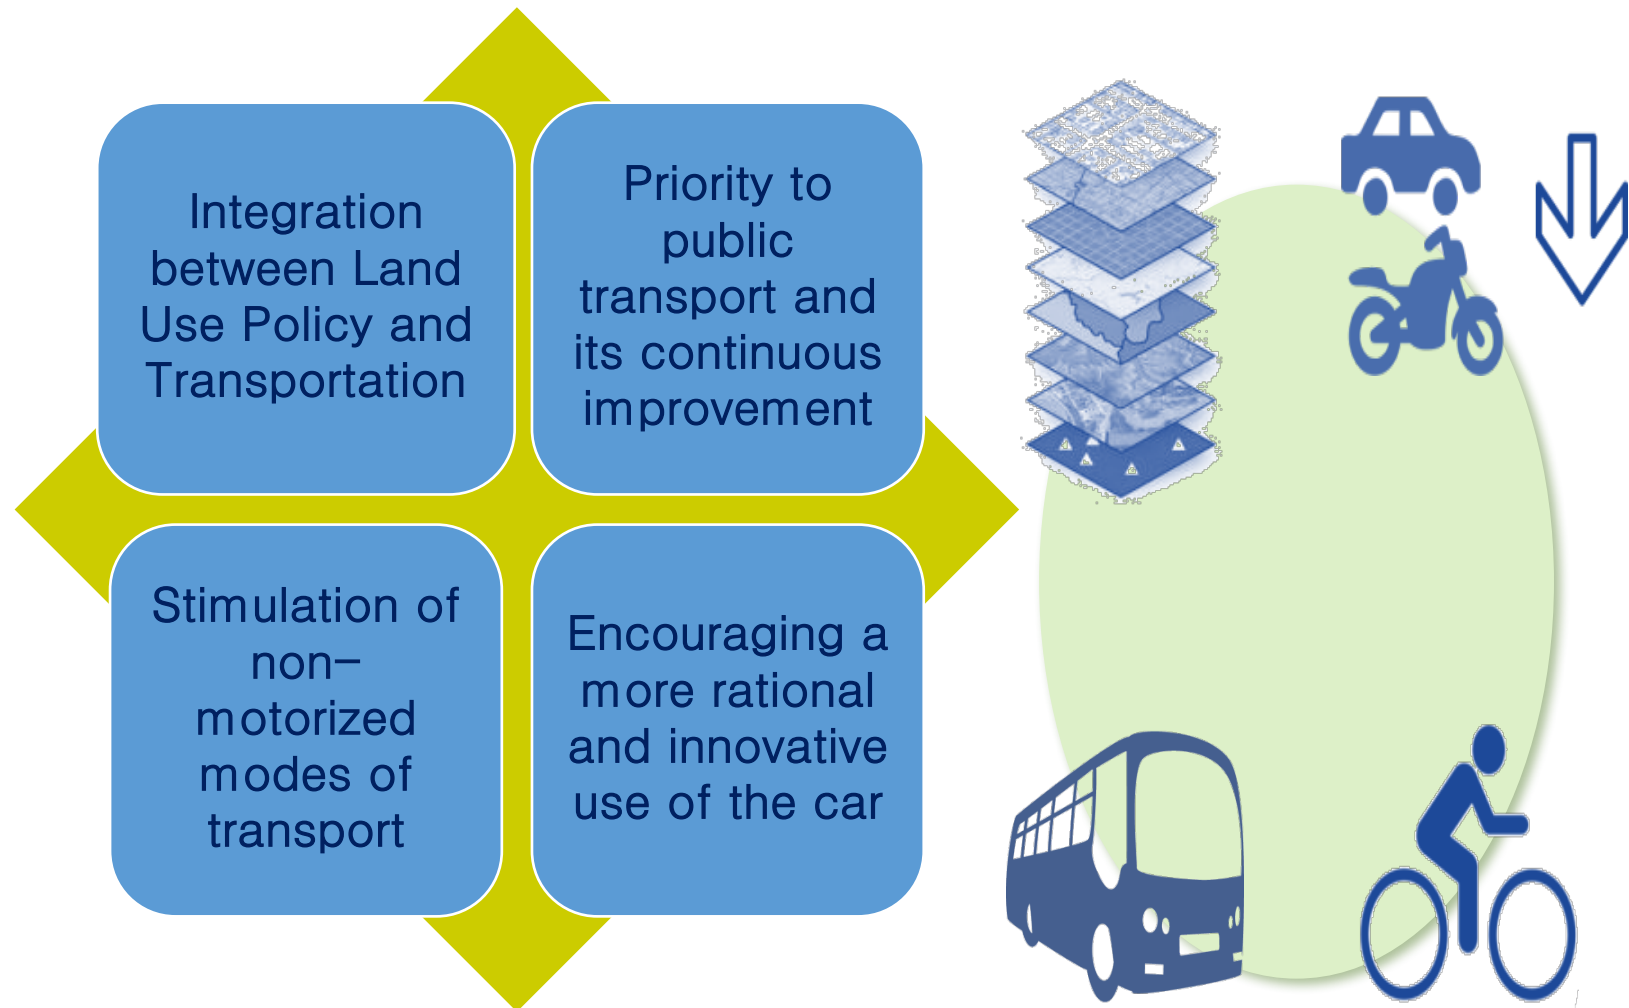 Integration
between Land
Use Policy and
Transportation
Priority to
public
transport and
its continuous
improvement
Stimulation of
non-
motorized
modes of
transport
Encouraging a
more rational
and innovative
use of the car